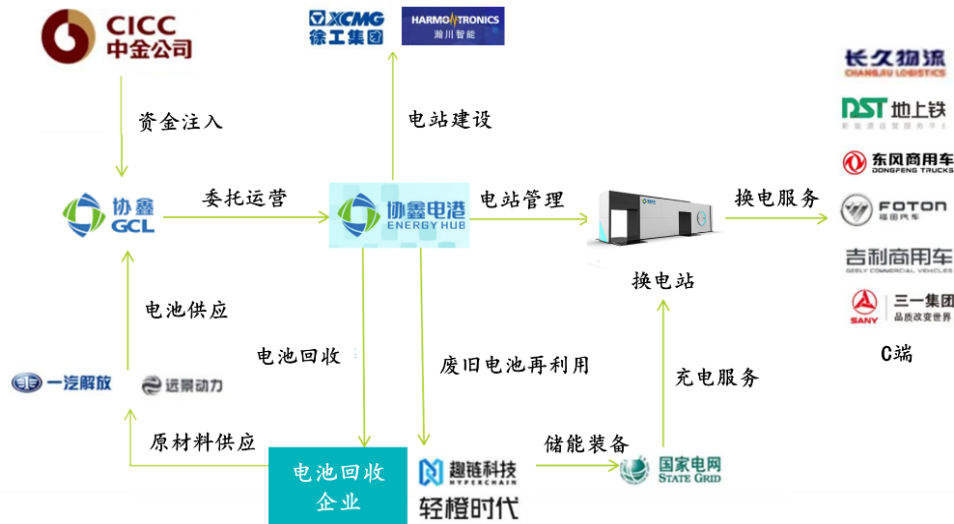 CICC
中金公司
XCMG
徐工集团
HARMONTRONICS
瀚川智能
长久物流
CHANGJIU LOGISTICS
资金注入
电站建设
DST 地上铁
东风商用车
DONGFENG TRUCKS
协鑫
GCL
委托运营
协鑫电港
ENERGY HUB
电站管理
换电服务
FOTON
福田汽车
换电站
吉利商用车
GEELY COMMERCIAL VEHICLES
电池供应
三一集团
SANY
品质改变世界
C端
电池回收
废旧电池再利用
充电服务
一汽解放
远景动力
原材料供应
电池回收
企业
趣链科技
HYPERCHAIN
轻橙时代
储能装备
国家电网
STATE GRID